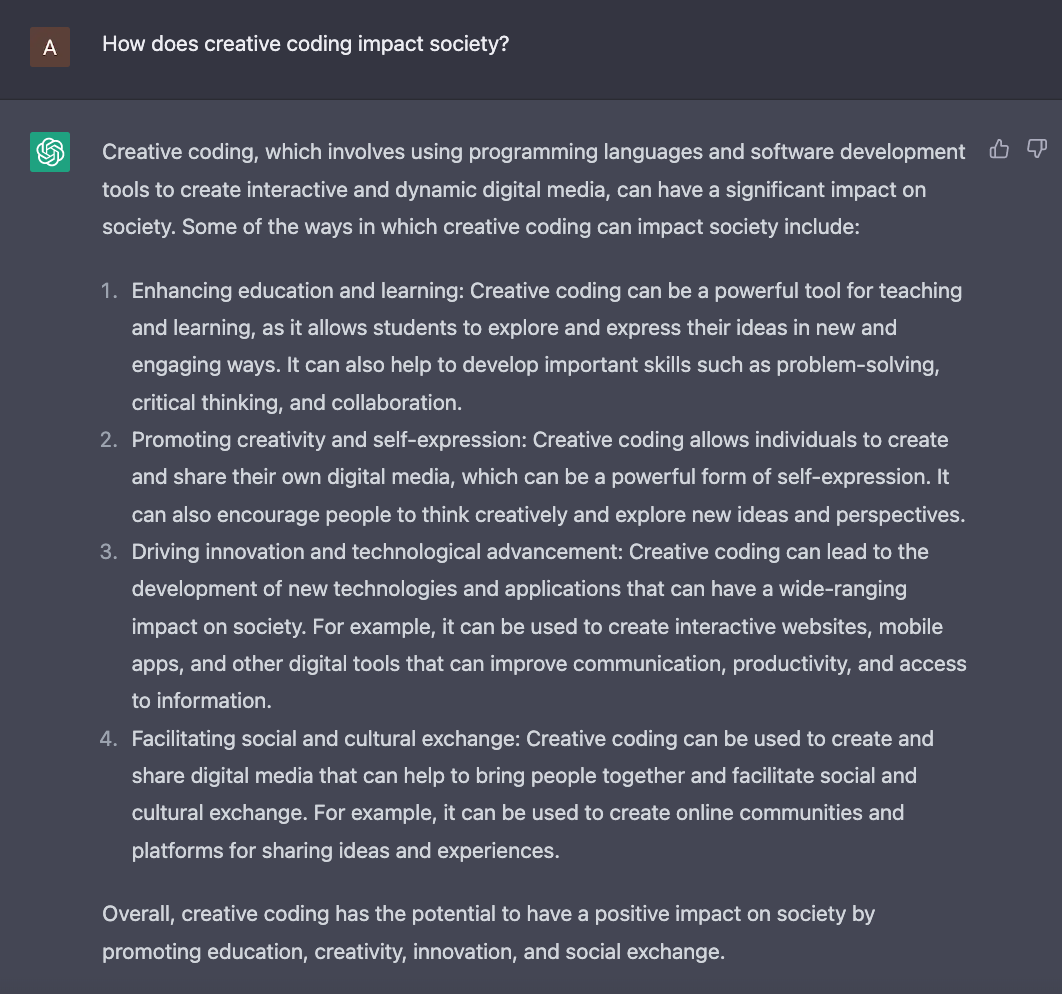 A
How does creative coding impact society?
Creative coding, which involves using programming languages and software development
tools to create interactive and dynamic digital media, can have a significant impact on
society. Some of the ways in which creative coding can impact society include:
1. Enhancing education and learning: Creative coding can be a powerful tool for teaching
and learning, as it allows students to explore and express their ideas in new and
engaging ways. It can also help to develop important skills such as problem-solving,
critical thinking, and collaboration.
2. Promoting creativity and self-expression: Creative coding allows individuals to create
and share their own digital media, which can be a powerful form of self-expression. It
can also encourage people to think creatively and explore new ideas and perspectives.
3. Driving innovation and technological advancement: Creative coding can lead to the
development of new technologies and applications that can have a wide-ranging
impact on society. For example, it can be used to create interactive websites, mobile
apps, and other digital tools that can improve communication, productivity, and access
to information.
4. Facilitating social and cultural exchange: Creative coding can be used to create and
share digital media that can help to bring people together and facilitate social and
cultural exchange. For example, it can be used to create online communities and
platforms for sharing ideas and experiences.
Overall, creative coding has the potential to have a positive impact on society by
promoting education, creativity, innovation, and social exchange.